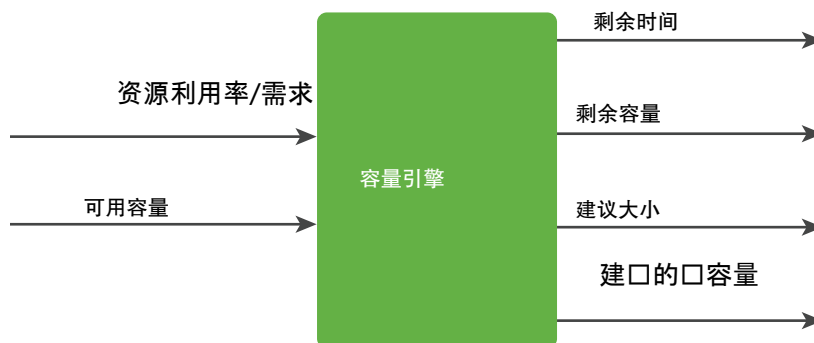 剩余时间
资源利用率/需求
剩余容量
容量引擎
可用容量
建议大小
建□的□容量